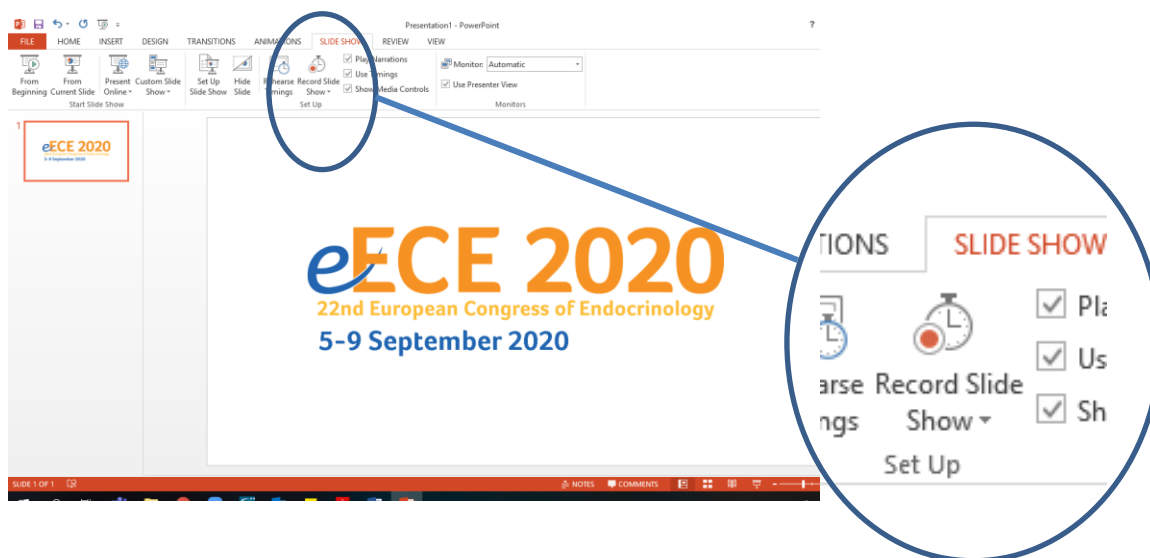 Presentation1 - PowerPoint ?
FILE HOME INSERT DESIGN TRANSITIONS ANIMATIONS SLIDE SHOW REVIEW VIEW
From Beginning
From Current Slide
Present Online
Custom Slide Show
Start Slide Show
Set Up Slide Show
Hide Slide
Rehearse Timings
Record Slide Show
Play Narrations
Use Timings
Show Media Controls
Set Up
Monitor: Automatic
Use Presenter View
Monitors
1
eECE 2020
5-9 September 2020
eECE 2020
22nd European Congress of Endocrinology
5-9 September 2020
TIONS SLIDE SHOW
arse
ngs
Record Slide
Show
Pla
Us
Sh
Set Up
SLIDE 1 OF 1
NOTES COMMENTS